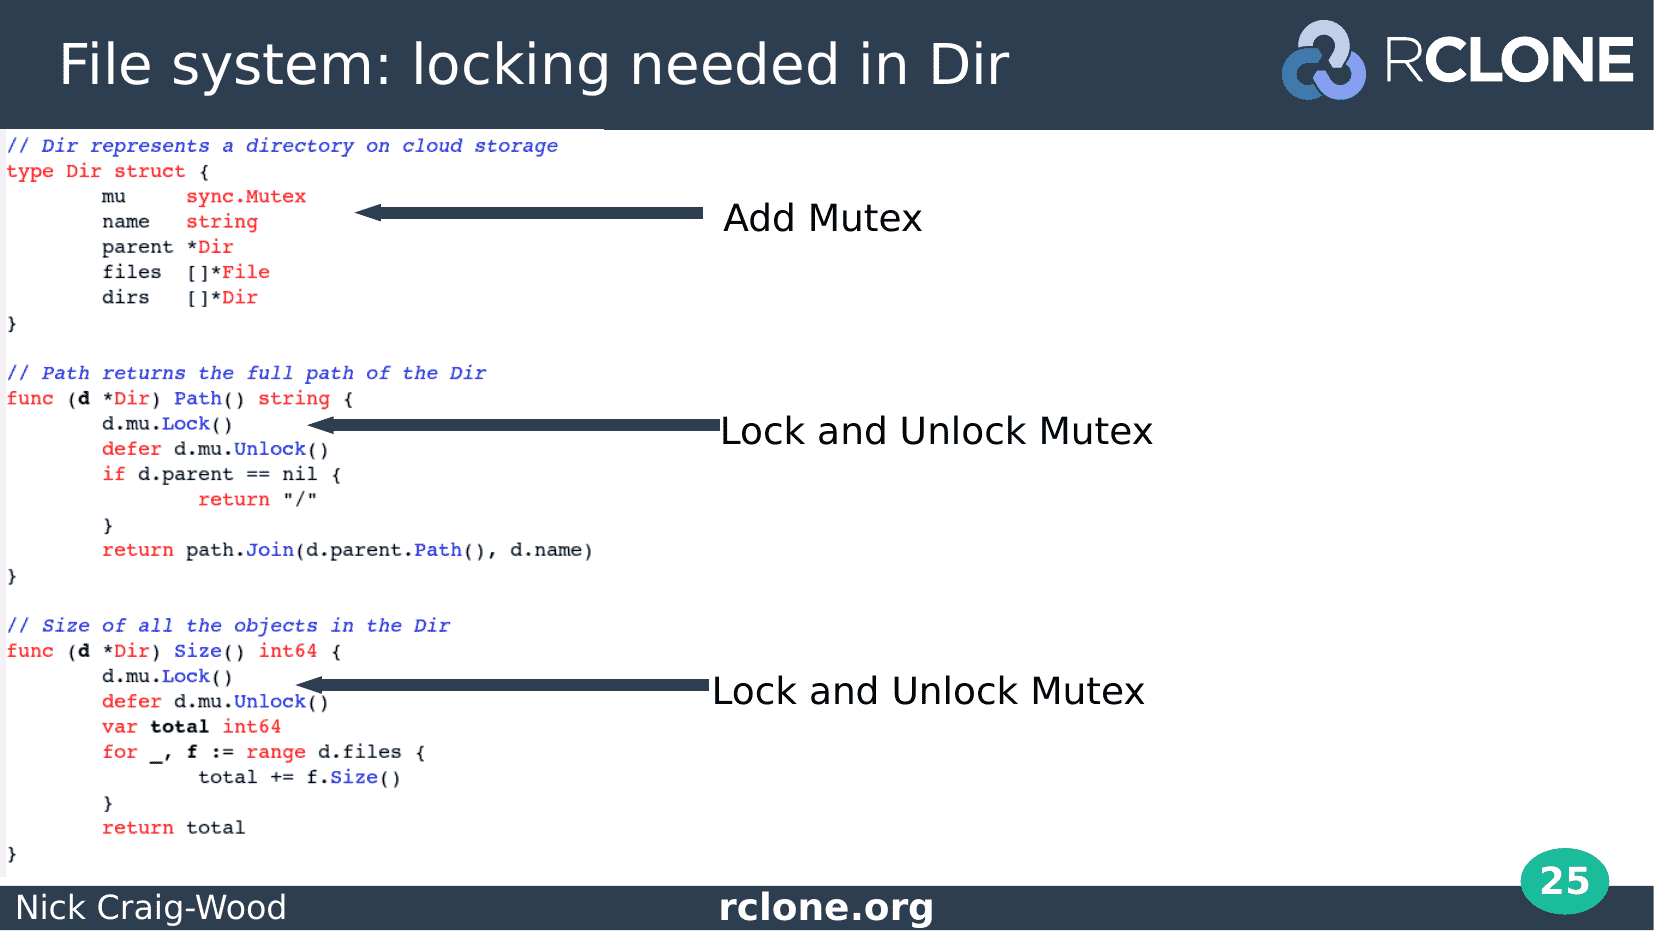 File system: locking needed in Dir
RCLONE
// Dir represents a directory on cloud storage
type Dir struct {
        mu     sync.Mutex
        name   string
        parent *Dir
        files  []*File
        dirs   []*Dir
}
Add Mutex
// Path returns the full path of the Dir
func (d *Dir) Path() string {
        d.mu.Lock()
        defer d.mu.Unlock()
        if d.parent == nil {
                return "/"
        }
        return path.Join(d.parent.Path(), d.name)
}
Lock and Unlock Mutex
// Size of all the objects in the Dir
func (d *Dir) Size() int64 {
        d.mu.Lock()
        defer d.mu.Unlock()
        var total int64
        for _, f := range d.files {
                total += f.Size()
        }
        return total
}
Lock and Unlock Mutex
25
Nick Craig-Wood
rclone.org